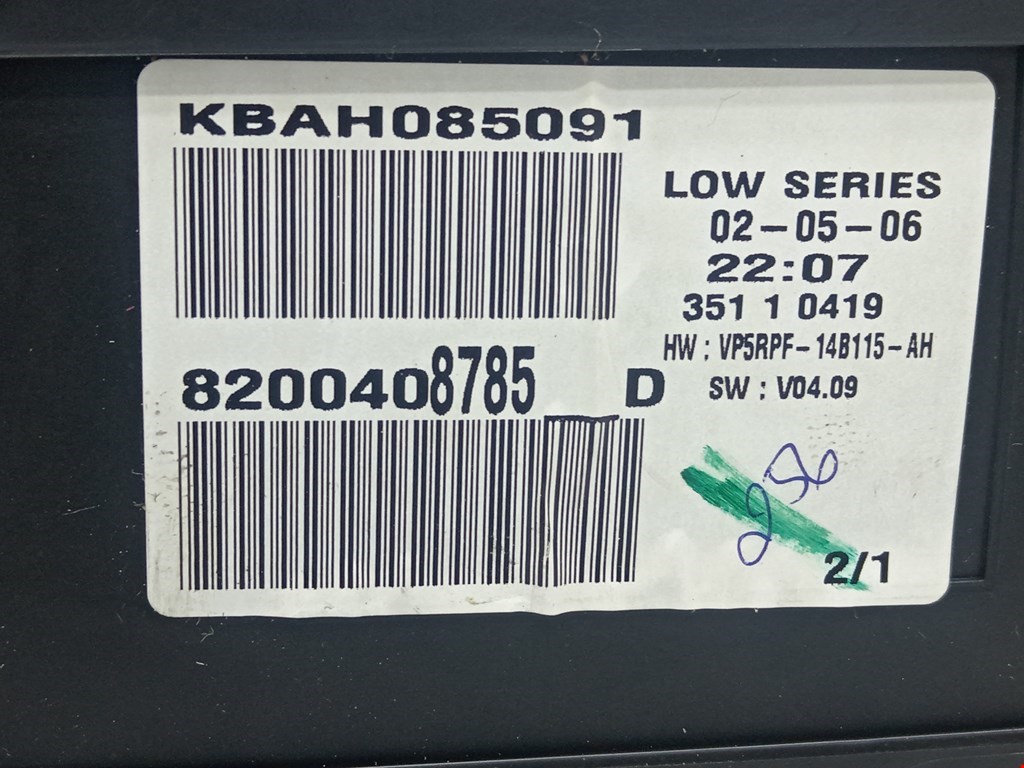 KBAH085091
LOW SERIES
02-05-06
22:07
351 1 0419
HW : VP5RPF-14B115-AH
SW : V04.09
8200408785 D
256
2/1